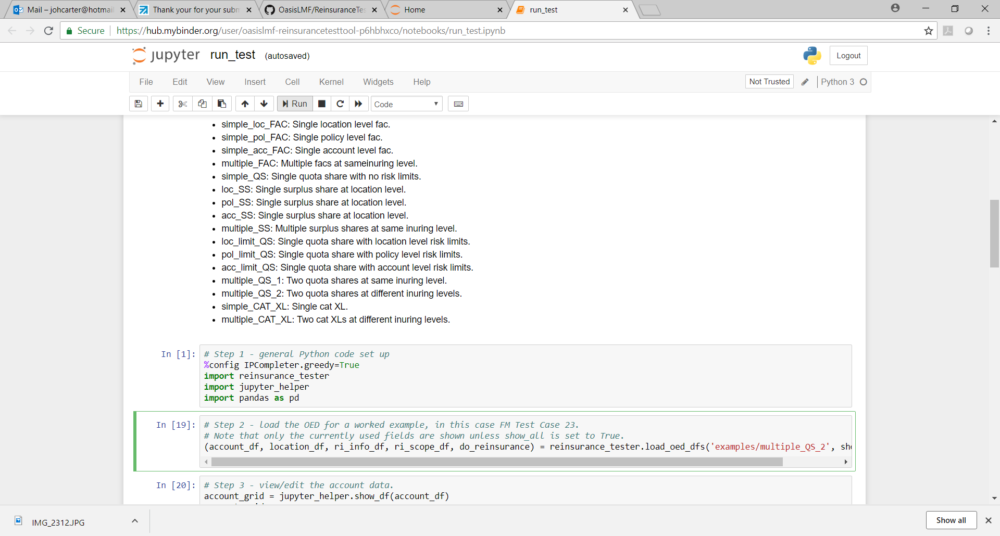 Mail – johcarter@hotmail
Thank your for your subm
OasisLMF/ReinsuranceTes
Home
run_test
Secure
https://hub.mybinder.org/user/oasislmf-reinsurancetesttool-p6hbhxco/notebooks/run_test.ipynb
jupyter run_test (autosaved)
Logout
File Edit View Insert Cell Kernel Widgets Help
Not Trusted
Python 3
Run
Code
simple_loc_FAC: Single location level fac.
simple_pol_FAC: Single policy level fac.
simple_acc_FAC: Single account level fac.
multiple_FAC: Multiple facs at sameinuring level.
simple_QS: Single quota share with no risk limits.
loc_SS: Single surplus share at location level.
pol_SS: Single surplus share at location level.
acc_SS: Single surplus share at location level.
multiple_SS: Multiple surplus shares at same inuring level.
loc_limit_QS: Single quota share with location level risk limits.
pol_limit_QS: Single quota share with policy level risk limits.
acc_limit_QS: Single quota share with account level risk limits.
multiple_QS_1: Two quota shares at same inuring level.
multiple_QS_2: Two quota shares at different inuring levels.
simple_CAT_XL: Single cat XL.
multiple_CAT_XL: Two cat XLs at different inuring levels.
In [1]: # Step 1 - general Python code set up
%config IPCompleter.greedy=True
import reinsurance_tester
import jupyter_helper
import pandas as pd
In [19]: # Step 2 - load the OED for a worked example, in this case FM Test Case 23.
# Note that only the currently used fields are shown unless show_all is set to True.
(account_df, location_df, ri_info_df, ri_scope_df, do_reinsurance) = reinsurance_tester.load_oed_dfs('examples/multiple_QS_2', sho
In [20]: # Step 3 - view/edit the account data.
account_grid = jupyter_helper.show_df(account_df)
IMG_2312.JPG
Show all